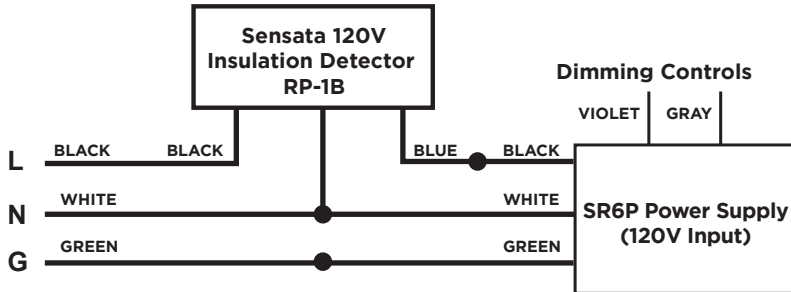 Sensata 120V
Insulation Detector
RP-1B
Dimming Controls
VIOLET GRAY
L BLACK BLACK BLUE BLACK
N WHITE WHITE
G GREEN GREEN
SR6P Power Supply
(120V Input)